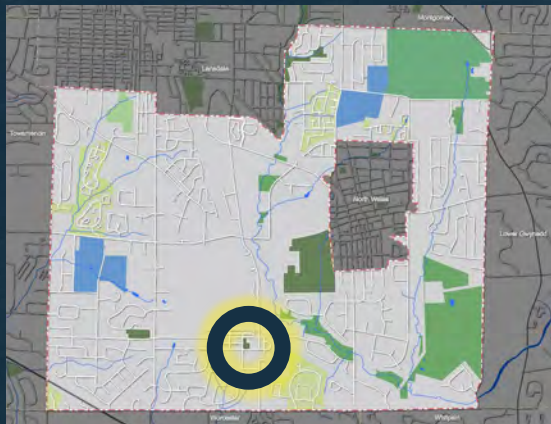 Montgomery
Lansdale
Towamencin
North Wales
Lower Gwynedd
Worcester
Whitpain